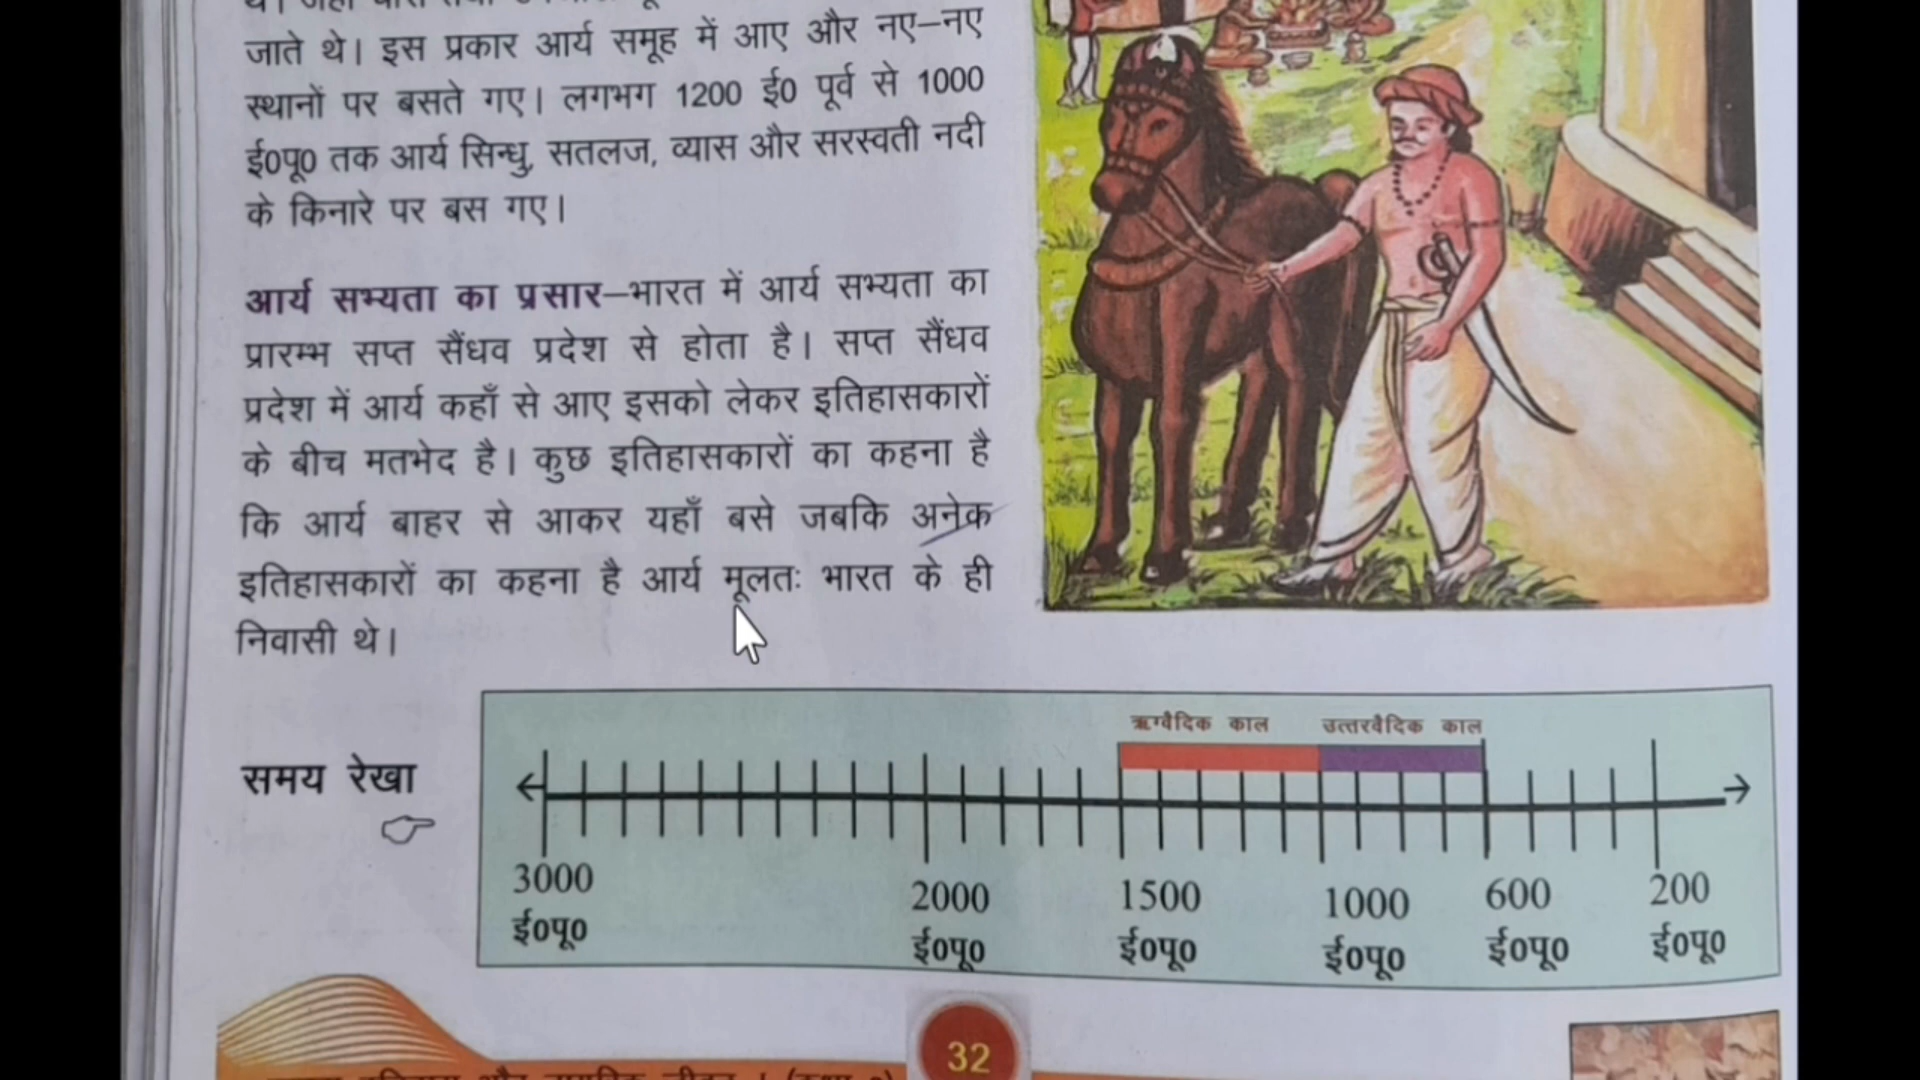 जाते थे। इस प्रकार आर्य समूह में आए और नए–नए
स्थानों पर बसते गए। लगभग 1200 ई0 पूर्व से 1000
ई0पू0 तक आर्य सिन्धु, सतलज, व्यास और सरस्वती नदी
के किनारे पर बस गए।
आर्य सभ्यता का प्रसार–भारत में आर्य सभ्यता का
प्रारम्भ सप्त सैंधव प्रदेश से होता है। सप्त सैंधव
प्रदेश में आर्य कहाँ से आए इसको लेकर इतिहासकारों
के बीच मतभेद है। कुछ इतिहासकारों का कहना है
कि आर्य बाहर से आकर यहाँ बसे जबकि अनेक
इतिहासकारों का कहना है आर्य मूलतः भारत के ही
निवासी थे।
ऋग्वैदिक काल उत्तरवैदिक काल
समय रेखा
3000 2000 1500 1000 600 200
ई0पू0 ई0पू0 ई0पू0 ई0पू0 ई0पू0 ई0पू0
32